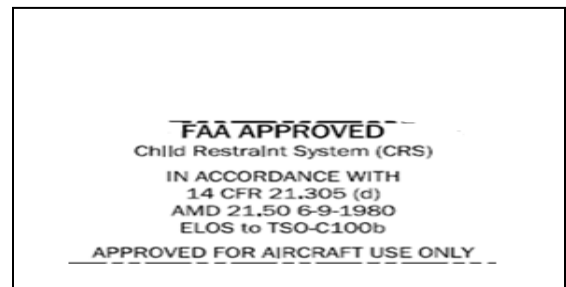 FAA APPROVED
Child Restraint System (CRS)
IN ACCORDANCE WITH
14 CFR 21.305 (d)
AMD 21.50 6-9-1980
ELOS to TSO-C100b
APPROVED FOR AIRCRAFT USE ONLY